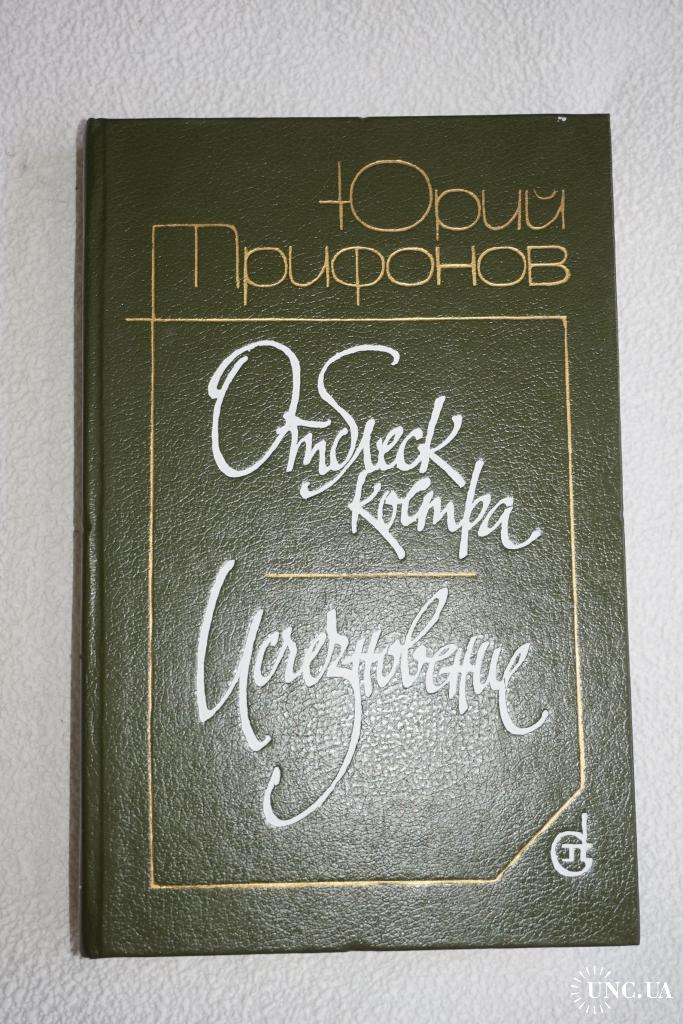 Юрий
Трифонов
Отблеск
костра
Исчезновение
UNC.UA